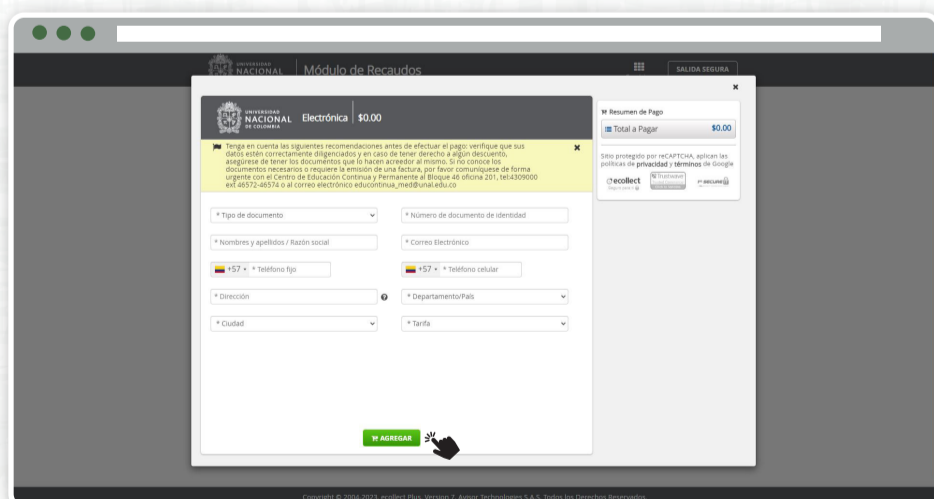 UNIVERSIDAD
NACIONAL
Módulo de Recaudos
SALIDA SEGURA
UNIVERSIDAD
NACIONAL
DE COLOMBIA
Electrónica $0.00
Tenga en cuenta las siguientes recomendaciones antes de efectuar el pago: verifique que sus
datos estén correctamente diligenciados y en caso de tener derecho a algún descuento,
asegúrese de tener los documentos que lo hacen acreedor al mismo. Si no conoce los
documentos necesarios o requiere la emisión de una factura, por favor comuníquese de forma
urgente con el Centro de Educación Continua y Permanente al Bloque 46 oficina 201, tel:4309000
ext 46572-46574 o al correo electrónico educontinua_med@unal.edu.co
* Tipo de documento
* Número de documento de identidad
* Nombres y apellidos / Razón social
* Correo Electrónico
+57 * Teléfono fijo
+57 * Teléfono celular
* Dirección
* Departamento/País
* Ciudad
* Tarifa
AGREGAR
Resumen de Pago
Total a Pagar $0.00
Sitio protegido por reCAPTCHA, aplican las
políticas de privacidad y términos de Google
ecollect
Trustwave
SECURE
Copyright © 2004-2023, ecollect Plus, Version 7, Avisor Technologies S.A.S. Todos los Derechos Reservados